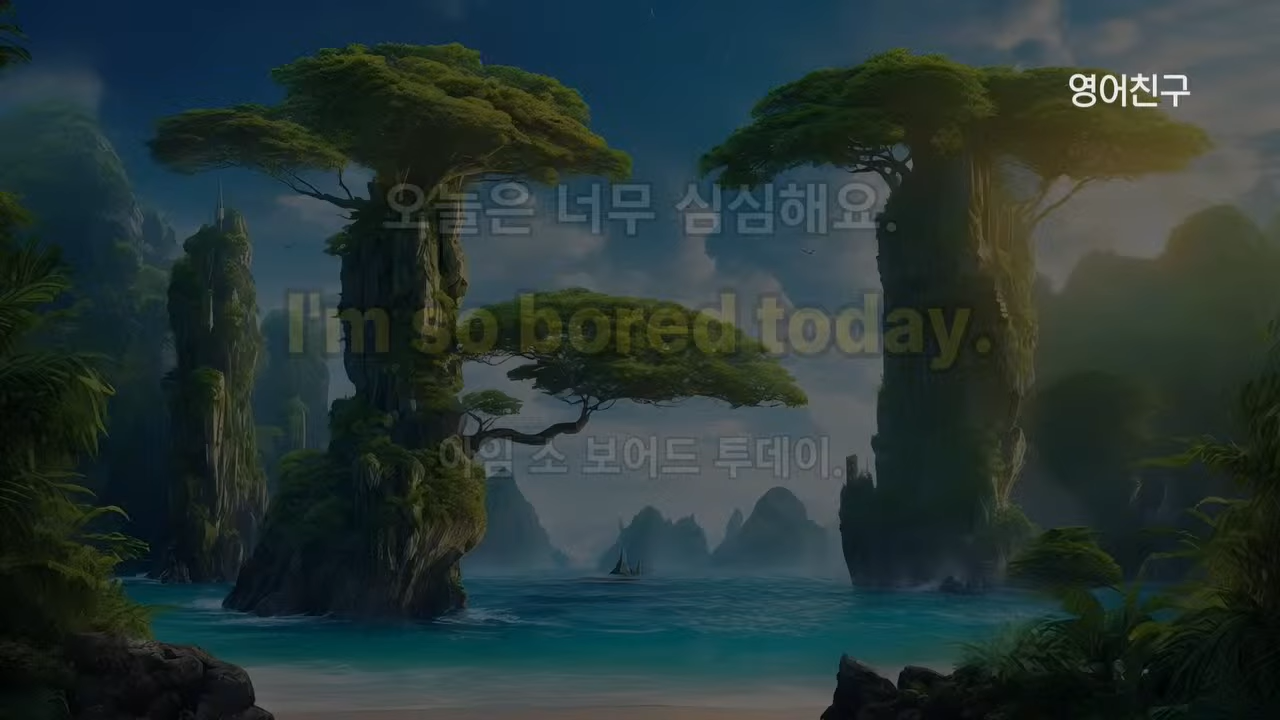 영어친구
오늘은 너무 심심해요.
I'm so bored today.
아임 소 보어드 투데이.